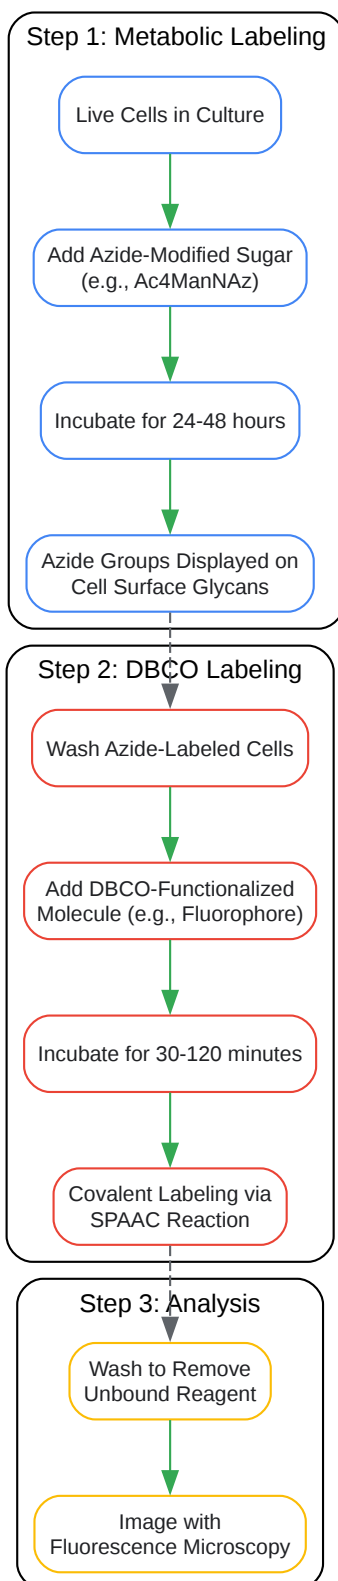 Step 1: Metabolic Labeling
Live Cells in Culture
Add Azide-Modified Sugar
(e.g., Ac4ManNAz)
Incubate for 24-48 hours
Azide Groups Displayed on
Cell Surface Glycans
Step 2: DBCO Labeling
Wash Azide-Labeled Cells
Add DBCO-Functionalized
Molecule (e.g., Fluorophore)
Incubate for 30-120 minutes
Covalent Labeling via
SPAAC Reaction
Step 3: Analysis
Wash to Remove
Unbound Reagent
Image with
Fluorescence Microscopy